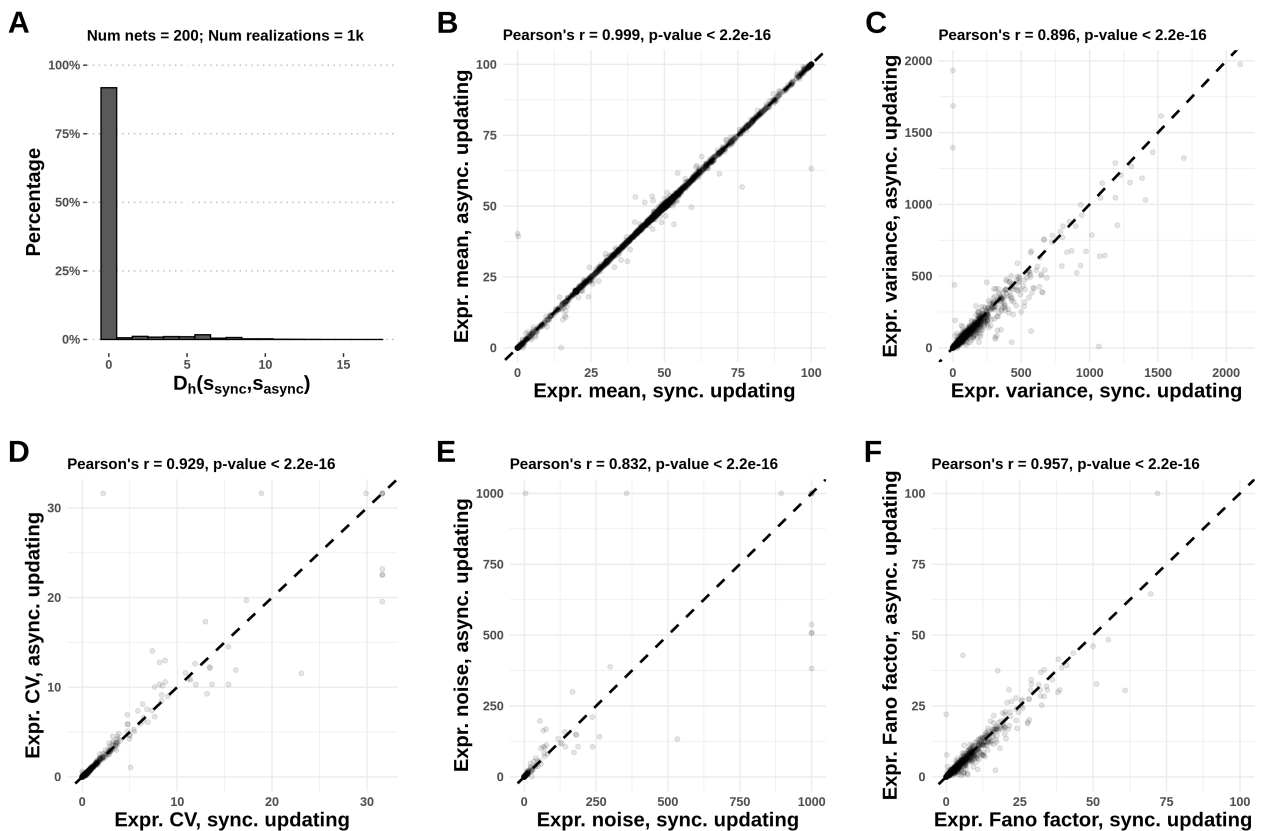 A
Num nets = 200; Num realizations = 1k
100%
75%
50%
25%
0%
Percentage
0 5 10 15
Dh(ssync,sasync)
B
Pearson's r = 0.999, p-value < 2.2e-16
100
75
50
25
0
Expr. mean, async. updating
0 25 50 75 100
Expr. mean, sync. updating
C
Pearson's r = 0.896, p-value < 2.2e-16
2000
1500
1000
500
0
Expr. variance, async. updating
0 500 1000 1500 2000
Expr. variance, sync. updating
D
Pearson's r = 0.929, p-value < 2.2e-16
30
20
10
0
Expr. CV, async. updating
0 10 20 30
Expr. CV, sync. updating
E
Pearson's r = 0.832, p-value < 2.2e-16
1000
750
500
250
0
Expr. noise, async. updating
0 250 500 750 1000
Expr. noise, sync. updating
F
Pearson's r = 0.957, p-value < 2.2e-16
100
75
50
25
0
Expr. Fano factor, async. updating
0 25 50 75 100
Expr. Fano factor, sync. updating